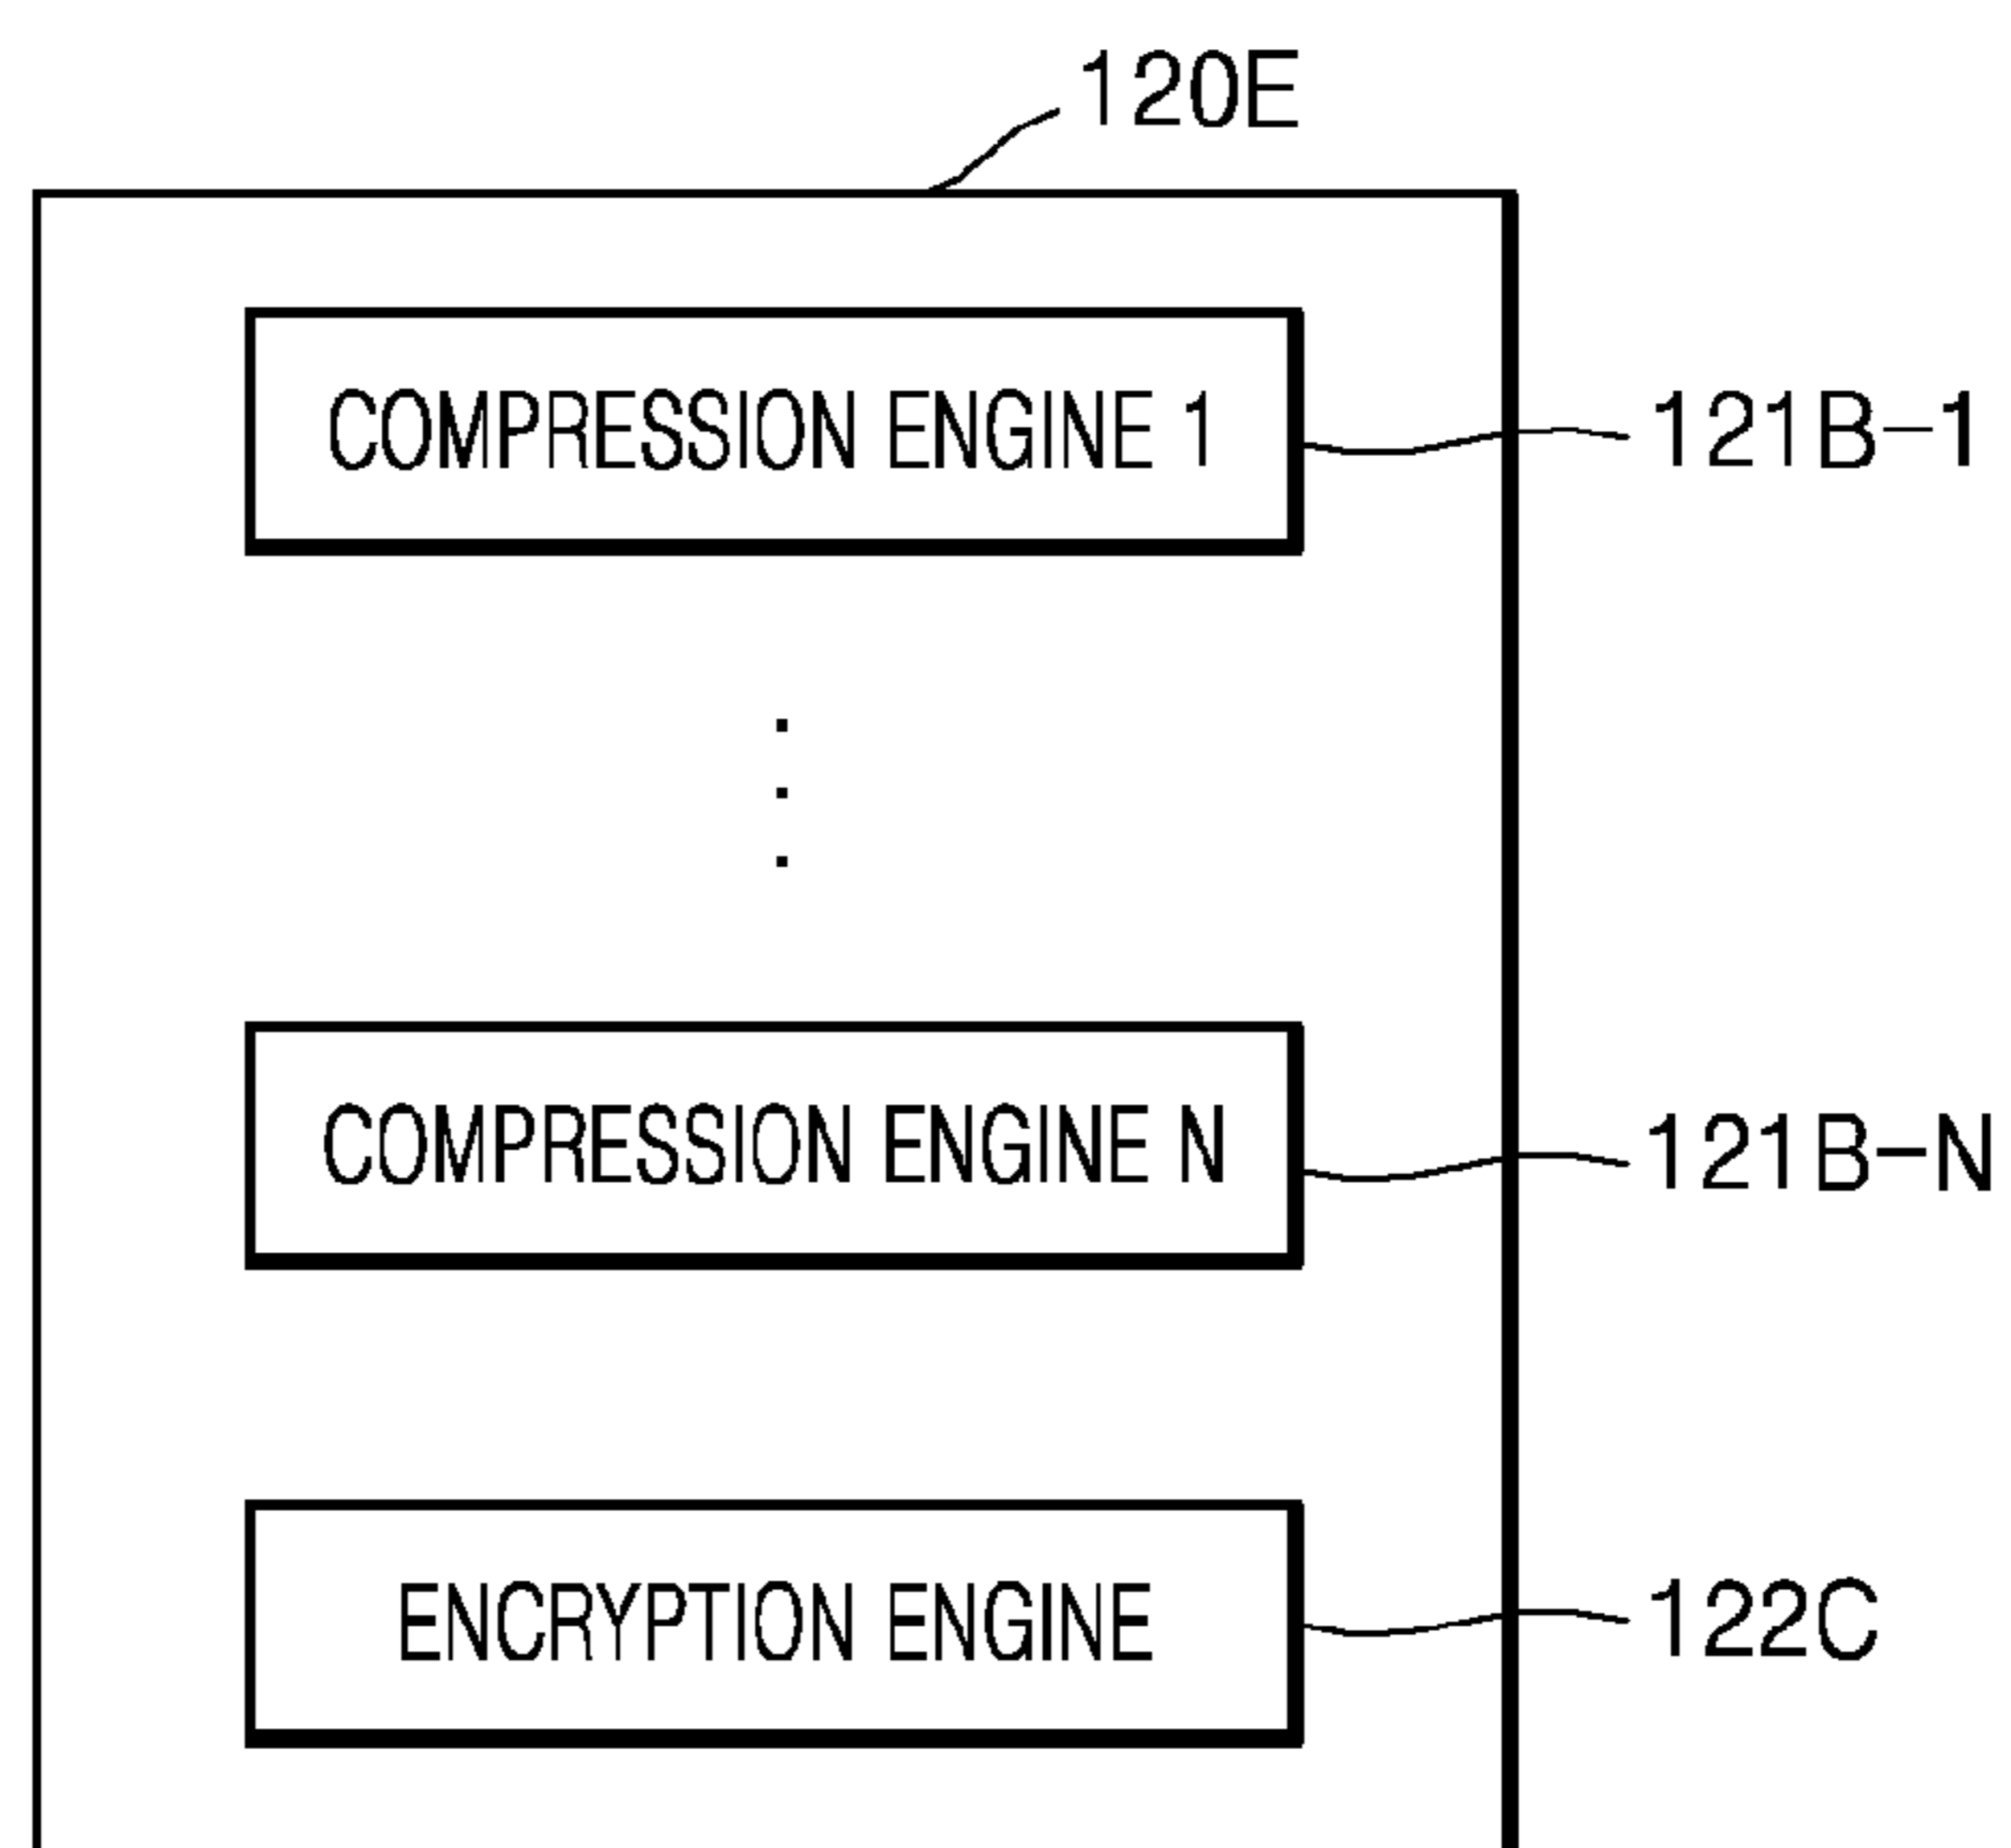 120E
COMPRESSION ENGINE 1
121B-1
COMPRESSION ENGINE N
121B-N
ENCRYPTION ENGINE
122C